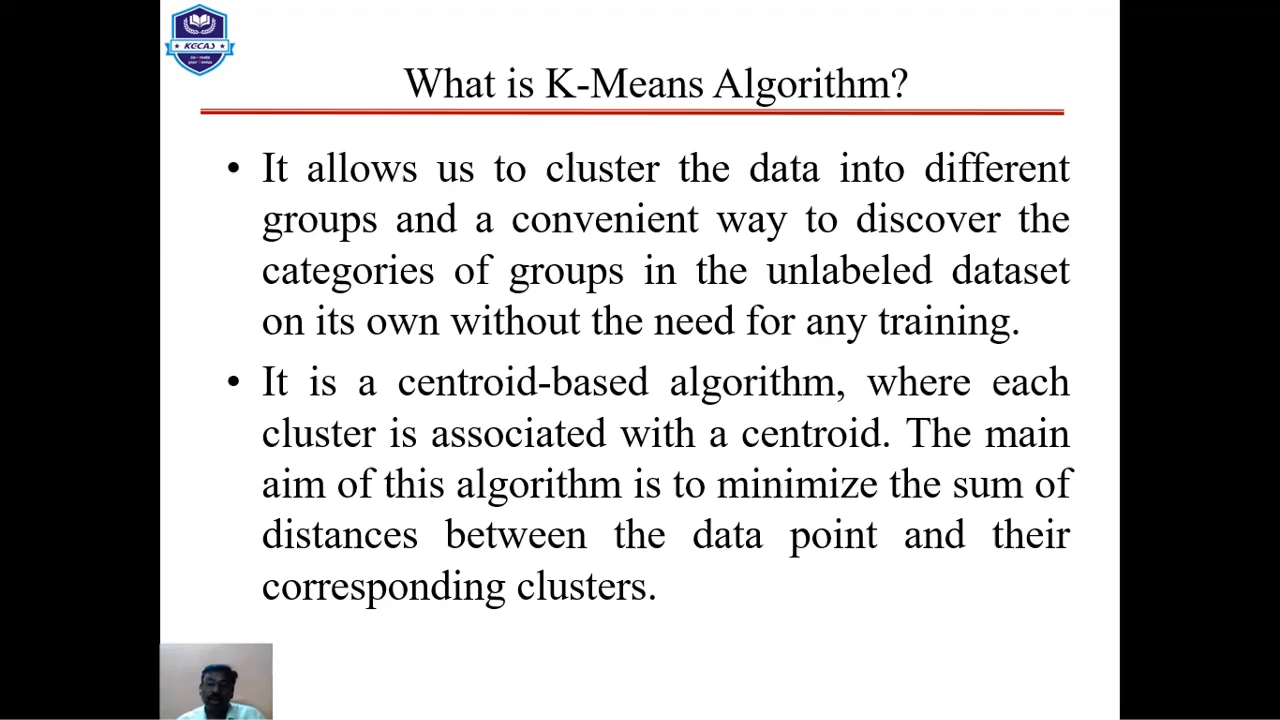 KGCAS
What is K-Means Algorithm?
• It allows us to cluster the data into different
groups and a convenient way to discover the
categories of groups in the unlabeled dataset
on its own without the need for any training.
• It is a centroid-based algorithm, where each
cluster is associated with a centroid. The main
aim of this algorithm is to minimize the sum of
distances between the data point and their
corresponding clusters.